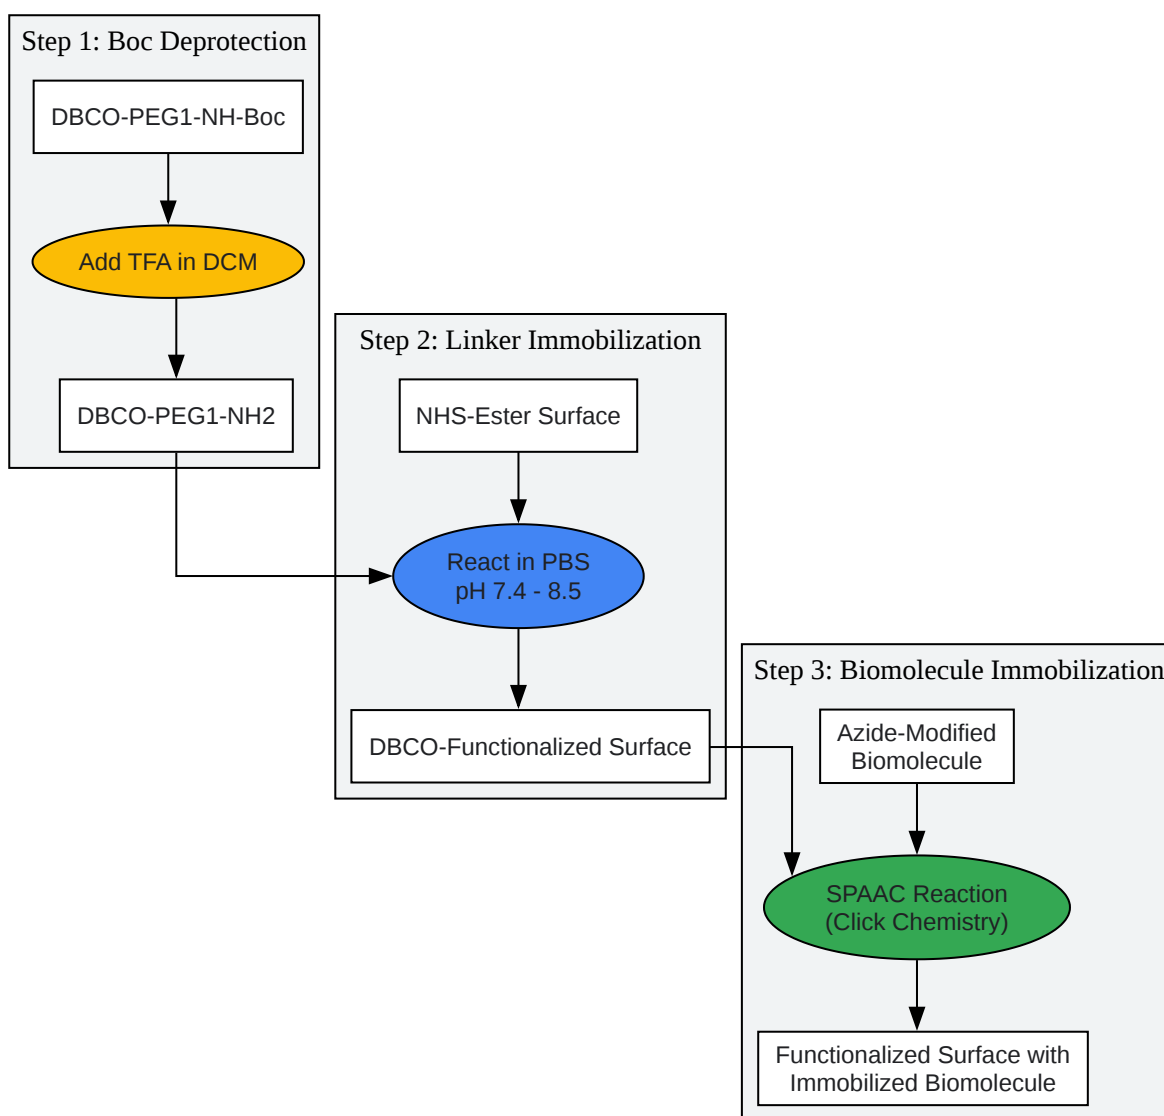 Step 1: Boc Deprotection
DBCO-PEG1-NH-Boc
Add TFA in DCM
DBCO-PEG1-NH2
Step 2: Linker Immobilization
NHS-Ester Surface
React in PBS
pH 7.4 - 8.5
DBCO-Functionalized Surface
Step 3: Biomolecule Immobilization
Azide-Modified
Biomolecule
SPAAC Reaction
(Click Chemistry)
Functionalized Surface with
Immobilized Biomolecule